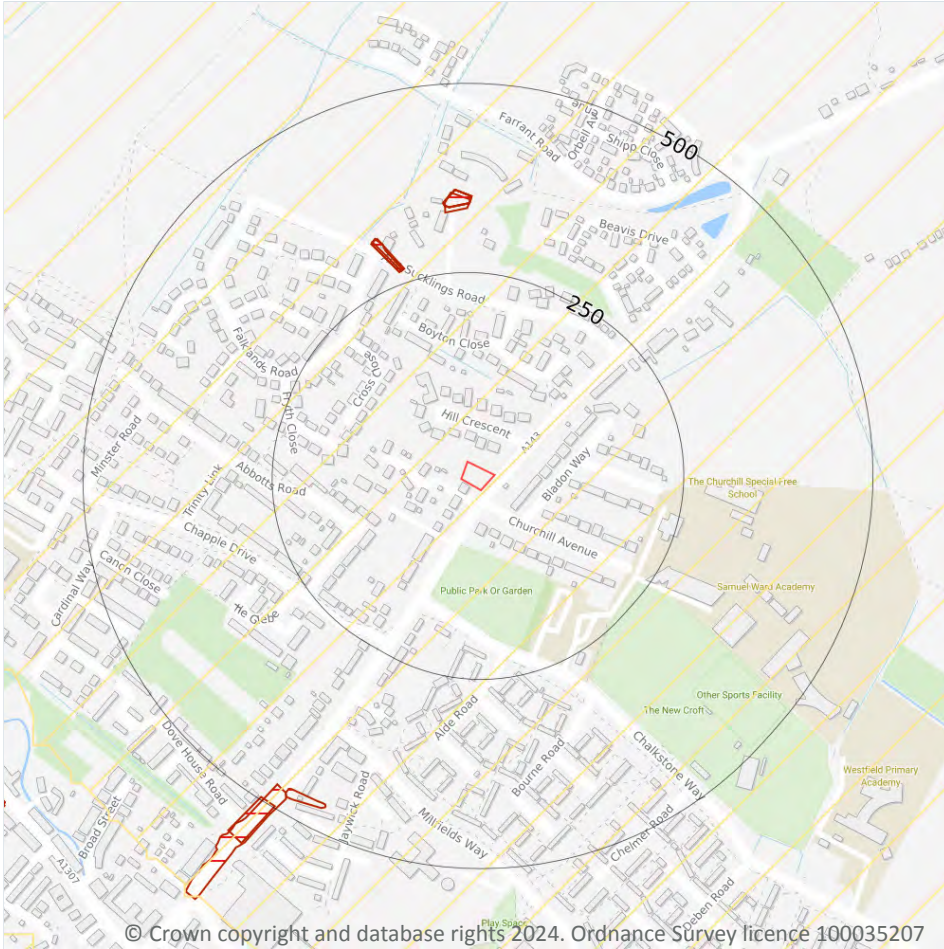 Farrant Road
Orbell
Shipp Close
500
Beavis Drive
Sucklings Road
250
Boyton Close
Falklands Road
Cross Close
Hill Crescent
A143
Minster Road
Abbotts Road
Trinity Link
Bladon Way
The Churchill Special Free
School
Churchill Avenue
Chapple Drive
Canon Close
Cardinal Way
The Glebe
Public Park Or Garden
Samuel Ward Academy
Other Sports Facility
The New Croft
Alde Road
Dove House Road
Bourne Road
Chalkstone Way
Westfield Primary
Academy
Broad Street
A1307
Millfields Way
Chelmer Road
Play Space
© Crown copyright and database rights 2024. Ordnance Survey licence 100035207